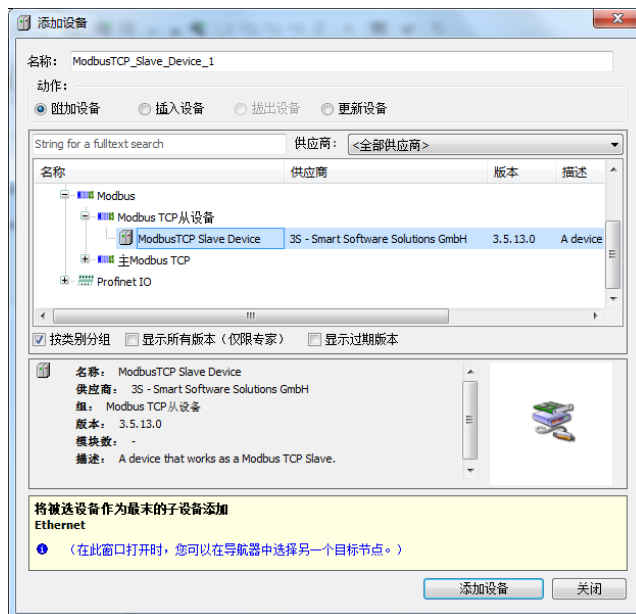 添加设备
名称: ModbusTCP_Slave_Device_1
动作:
附加设备 插入设备 拔出设备 更新设备
String for a fulltext search 供应商: <全部供应商>
名称 供应商 版本 描述
Modbus
Modbus TCP从设备
ModbusTCP Slave Device 3S - Smart Software Solutions GmbH 3.5.13.0 A device
主Modbus TCP
Profinet IO
按类别分组 显示所有版本（仅限专家） 显示过期版本
名称: ModbusTCP Slave Device
供应商: 3S - Smart Software Solutions GmbH
组: Modbus TCP从设备
版本: 3.5.13.0
模块数: -
描述: A device that works as a Modbus TCP Slave.
将被选设备作为最末的子设备添加
Ethernet
（在此窗口打开时，您可以在导航器中选择另一个目标节点。）
添加设备 关闭